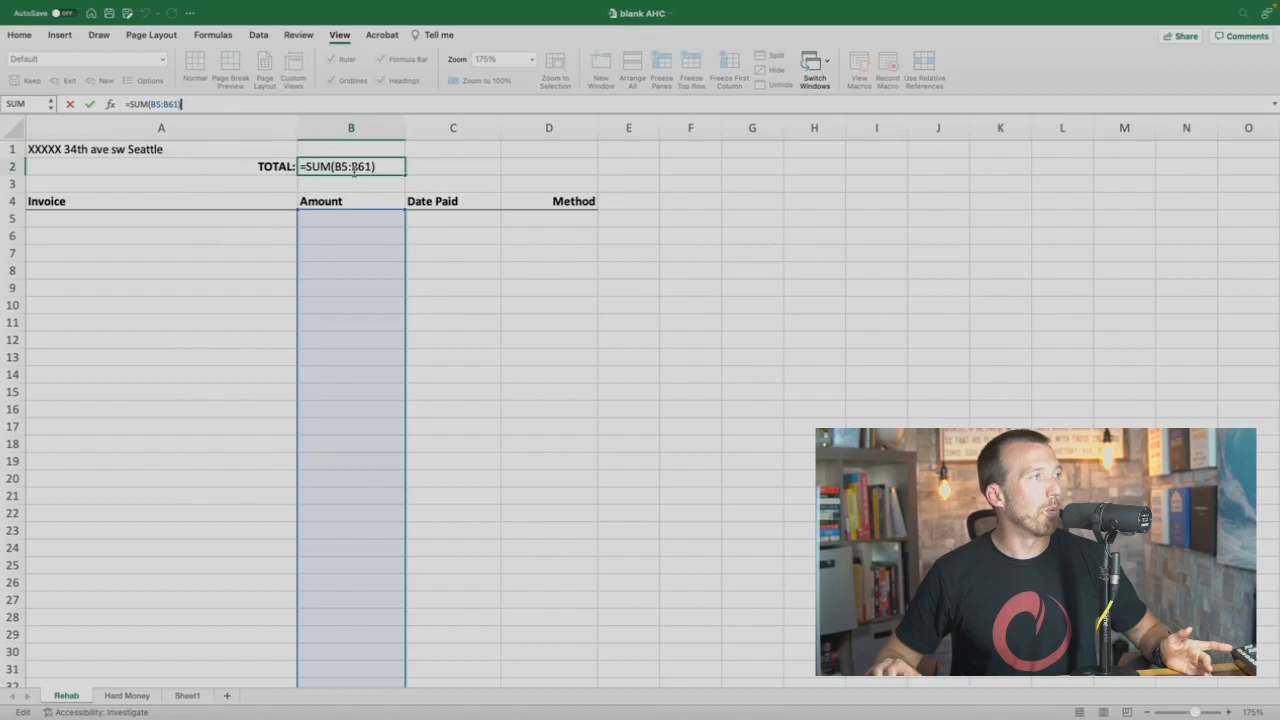 AutoSave OFF
blank AHC
Home Insert Draw Page Layout Formulas Data Review View Acrobat Tell me
Share Comments
Default
Keep Exit New Options
Normal Page Break Preview Page Layout Custom Views
Ruler Formula Bar
Gridlines Headings
Zoom 175%
Zoom to 100%
Zoom to Selection
New Window Arrange All Freeze Panes Freeze Top Row Freeze First Column
Split
Hide
Unhide
Switch Windows
View Macros Record Macro Use Relative References
SUM fx =SUM(B5:B61)
A B C D E F G H I J K L M N O
1 XXXXX 34th ave sw Seattle
2 TOTAL: =SUM(B5:B61)
3
4 Invoice Amount Date Paid Method
5
6
7
8
9
10
11
12
13
14
15
16
17
18
19
20
21
22
23
24
25
26
27
28
29
30
31
32
Rehab Hard Money Sheet1 +
Edit Accessibility: Investigate 175%